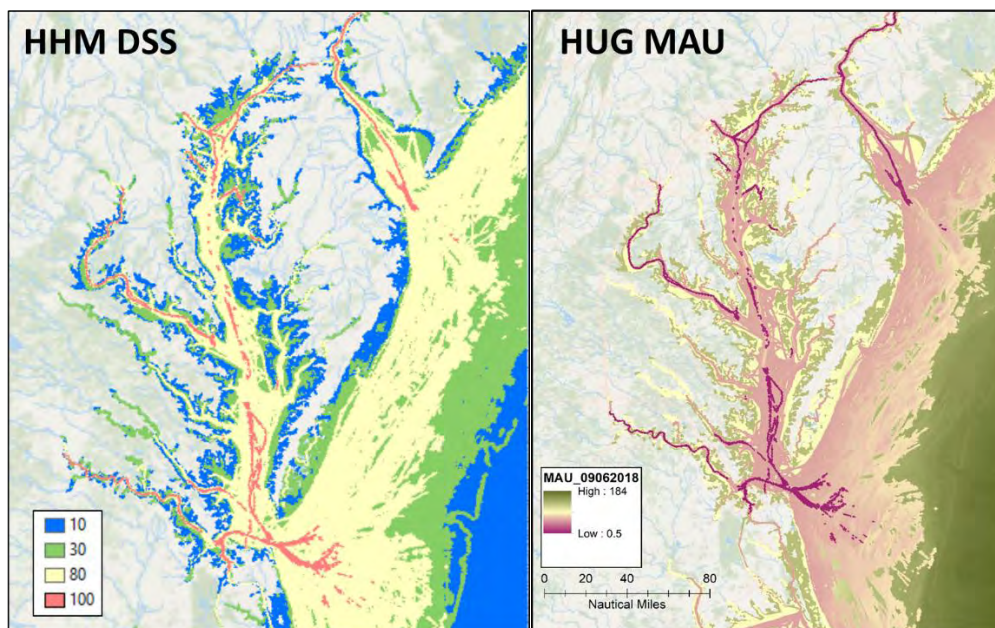 HHM DSS
10
30
80
100
HUG MAU
MAU_09062018
High : 184
Low : 0.5
0 20 40 80
Nautical Miles